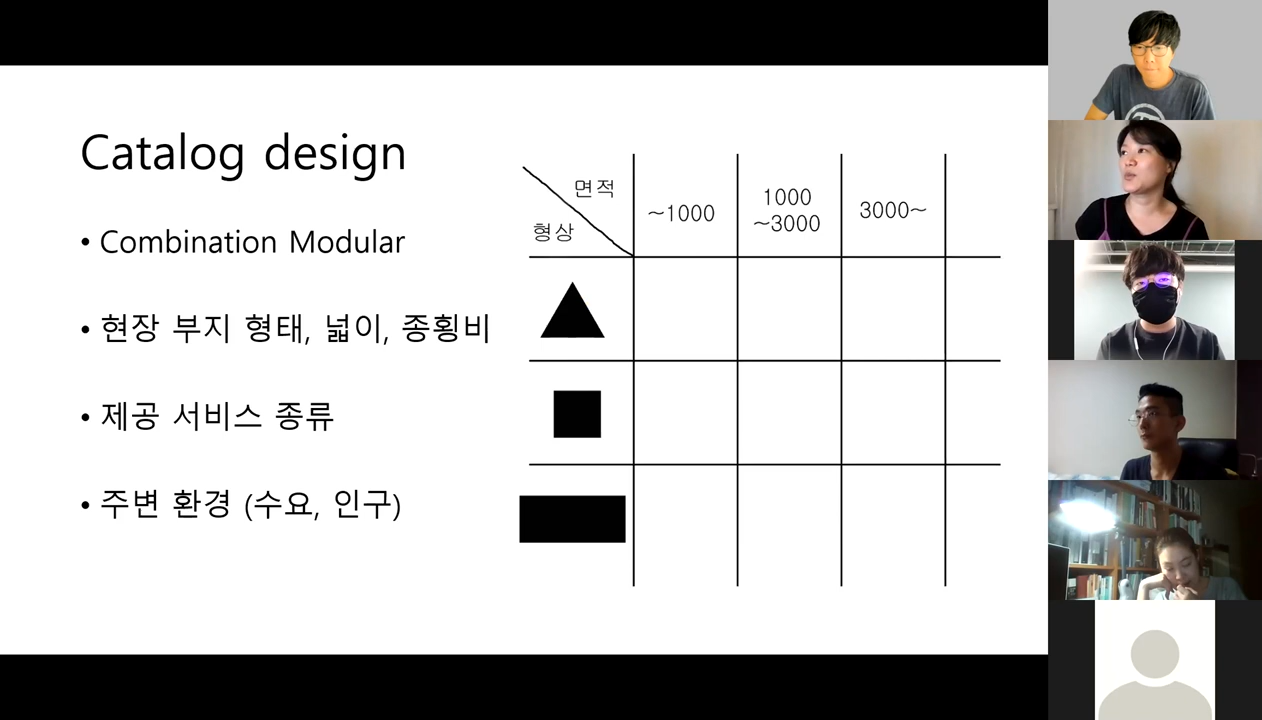 Catalog design
• Combination Modular
• 현장 부지 형태, 넓이, 종횡비
• 제공 서비스 종류
• 주변 환경 (수요, 인구)
면적
형상
~1000
1000
~3000
3000~